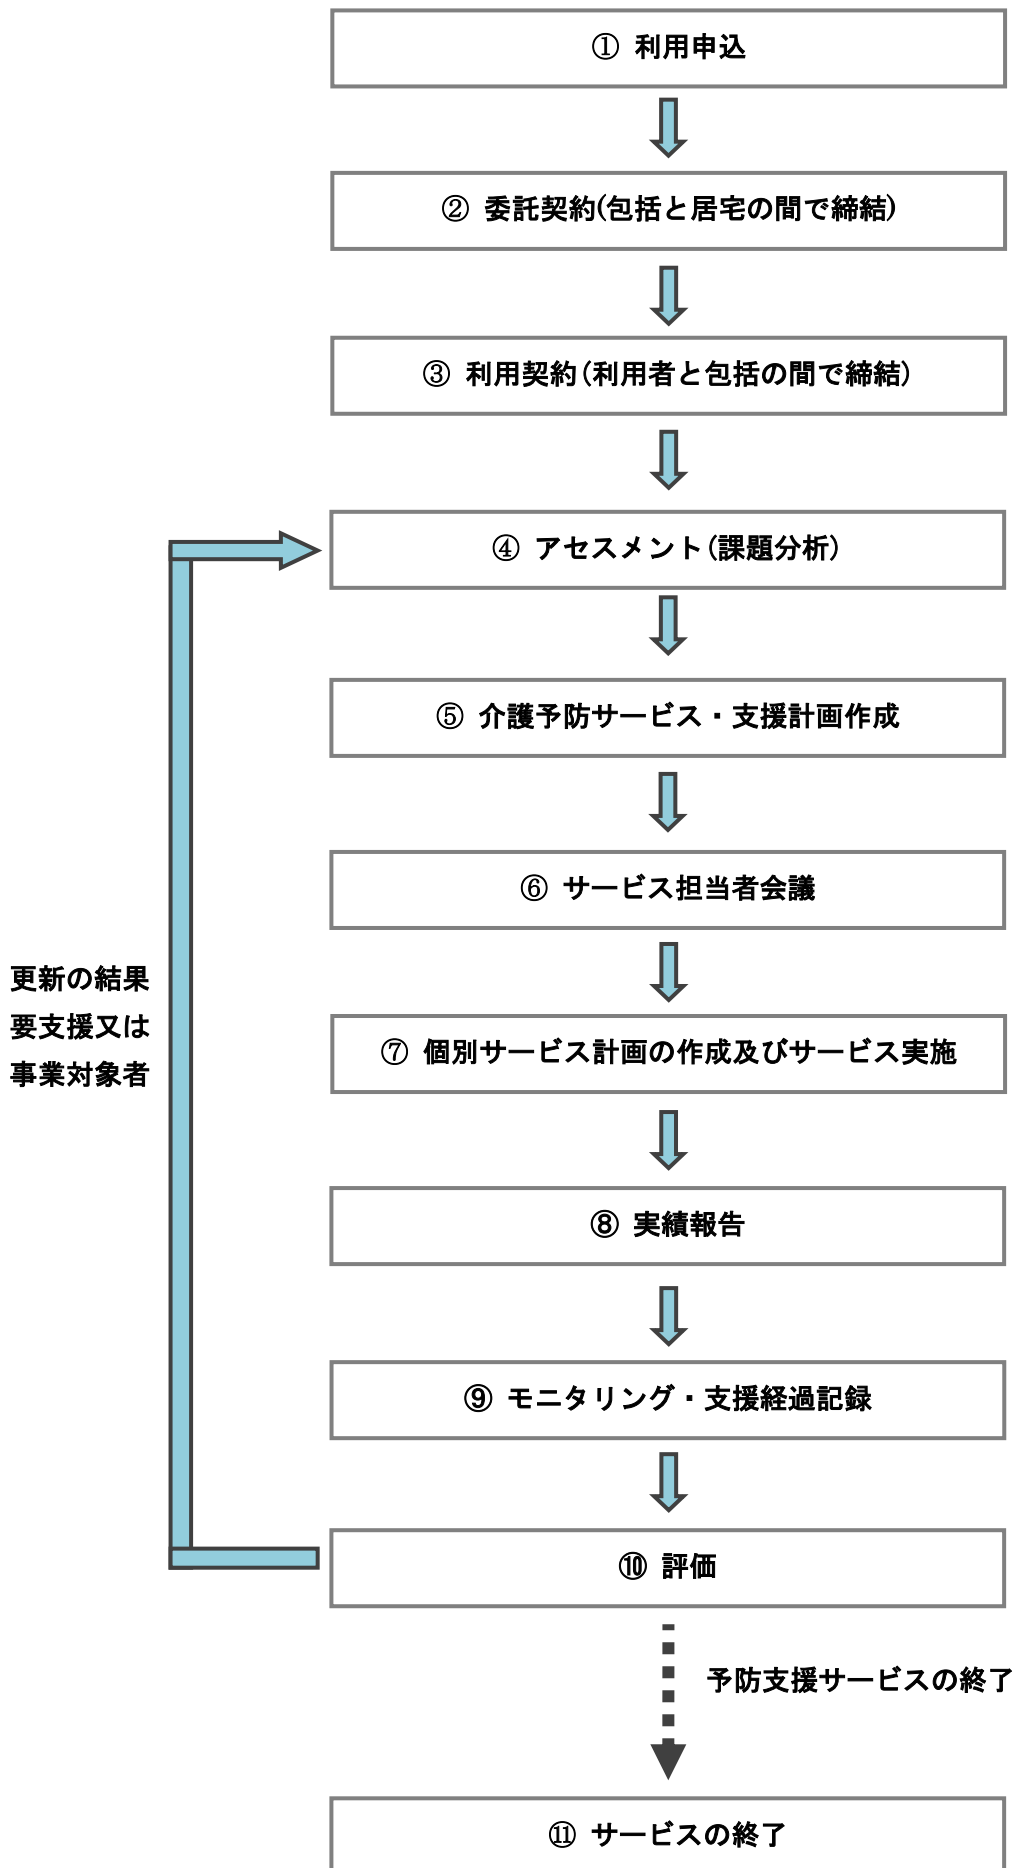 ① 利用申込
② 委託契約(包括と居宅の間で締結)
③ 利用契約(利用者と包括の間で締結)
④ アセスメント(課題分析)
⑤ 介護予防サービス・支援計画作成
⑥ サービス担当者会議
更新の結果
要支援又は
事業対象者
⑦ 個別サービス計画の作成及びサービス実施
⑧ 実績報告
⑨ モニタリング・支援経過記録
⑩ 評価
予防支援サービスの終了
⑪ サービスの終了